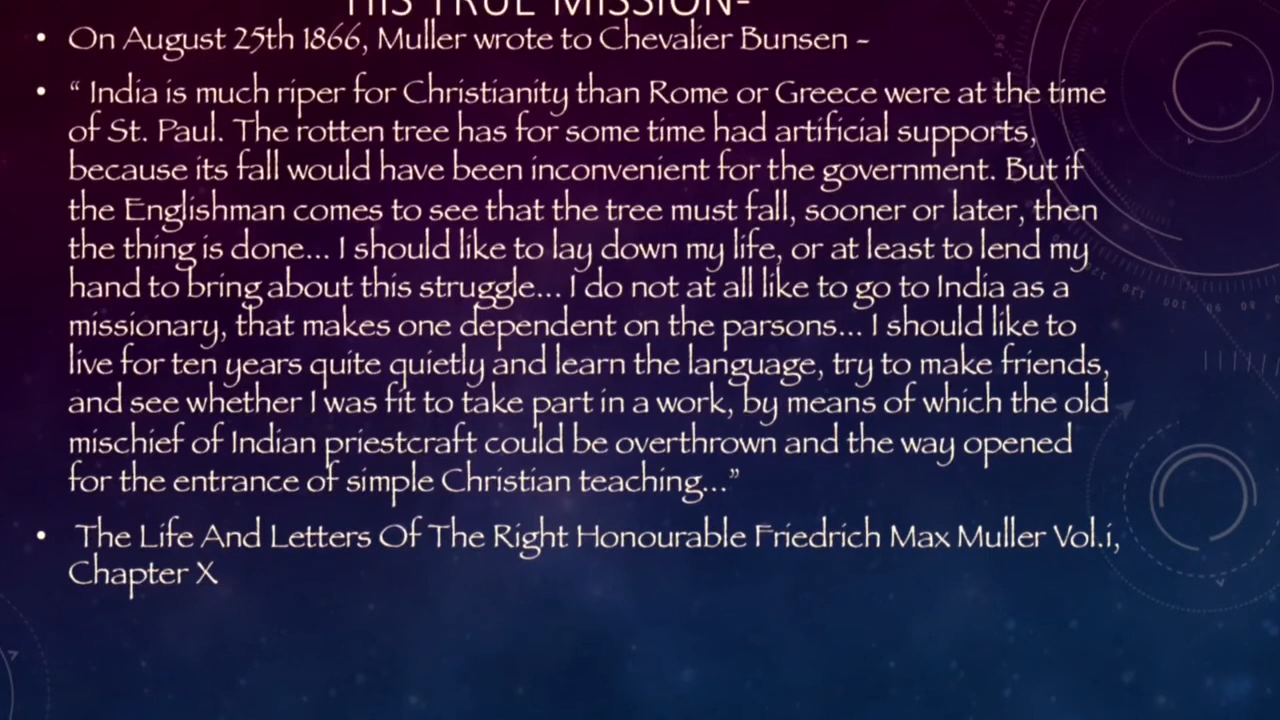 HIS TRUE MISSION-
• On August 25th 1866, Muller wrote to Chevalier Bunsen -
• “ India is much riper for Christianity than Rome or Greece were at the time
of St. Paul. The rotten tree has for some time had artificial supports,
because its fall would have been inconvenient for the government. But if
the Englishman comes to see that the tree must fall, sooner or later, then
the thing is done... I should like to lay down my life, or at least to lend my
hand to bring about this struggle... I do not at all like to go to India as a
missionary, that makes one dependent on the parsons... I should like to
live for ten years quite quietly and learn the language, try to make friends,
and see whether I was fit to take part in a work, by means of which the old
mischief of Indian priestcraft could be overthrown and the way opened
for the entrance of simple Christian teaching...”
• The Life And Letters Of The Right Honourable Friedrich Max Muller Vol.i,
Chapter X